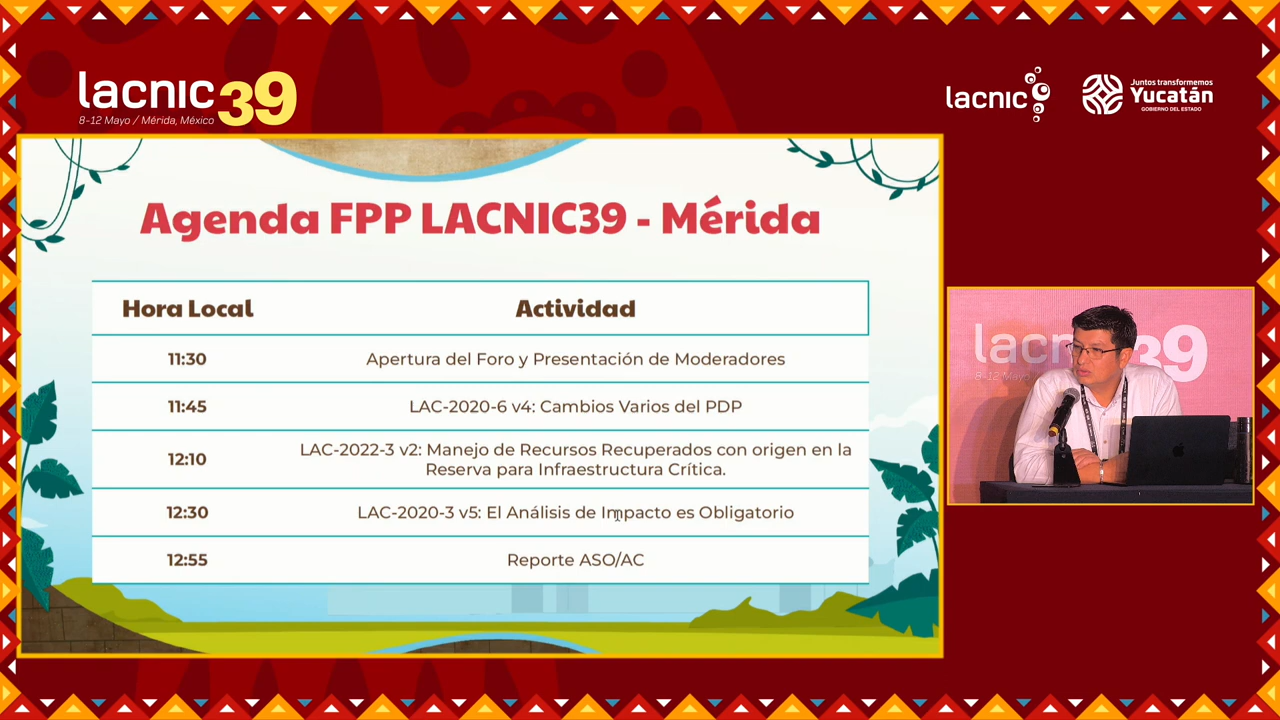 lacnic 39
8-12 Mayo / Mérida, México
lacnic
Juntos transformemos
Yucatán
GOBIERNO DEL ESTADO
Agenda FPP LACNIC39 - Mérida
Hora Local Actividad
11:30 Apertura del Foro y Presentación de Moderadores
11:45 LAC-2020-6 v4: Cambios Varios del PDP
12:10 LAC-2022-3 v2: Manejo de Recursos Recuperados con origen en la
Reserva para Infraestructura Crítica.
12:30 LAC-2020-3 v5: El Análisis de Impacto es Obligatorio
12:55 Reporte ASO/AC
39
8-12 Mayo